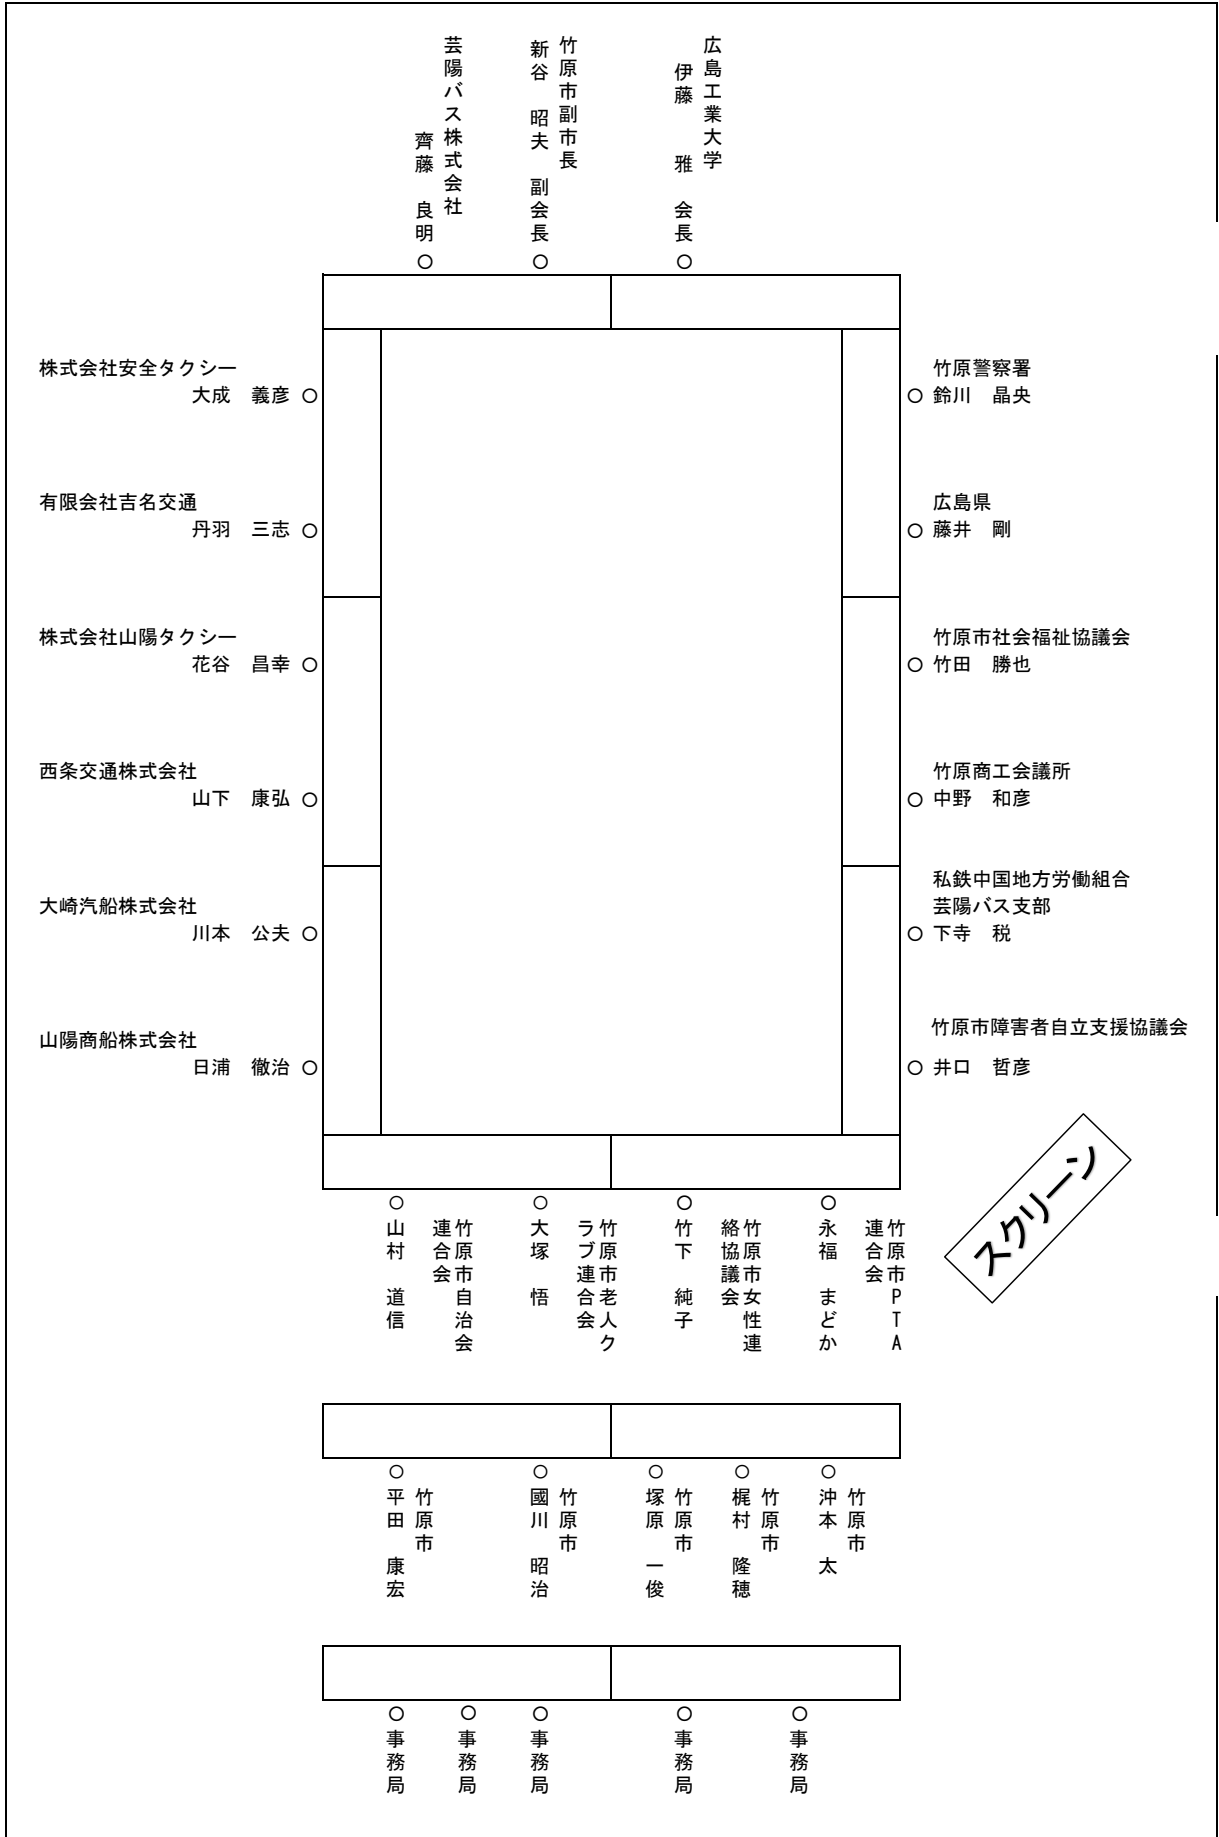 広島工業大学
伊藤　雅　会長
竹原市副市長
新谷　昭夫　副会長
芸陽バス株式会社
齊藤　良明
株式会社安全タクシー
大成　義彦
有限会社吉名交通
丹羽　三志
株式会社山陽タクシー
花谷　昌幸
西条交通株式会社
山下　康弘
大崎汽船株式会社
川本　公夫
山陽商船株式会社
日浦　徹治
竹原警察署
鈴川　晶央
広島県
藤井　剛
竹原市社会福祉協議会
竹田　勝也
竹原商工会議所
中野　和彦
私鉄中国地方労働組合
芸陽バス支部
下寺　税
竹原市障害者自立支援協議会
井口　哲彦
スクリーン
竹原市PTA
連合会
永福　まどか
竹原市女性連
絡協議会
竹下　純子
竹原市老人ク
ラブ連合会
大塚　悟
竹原市自治会
連合会
山村　道信
竹原市
沖本　太
竹原市
梶村　隆穂
竹原市
塚原　一俊
竹原市
國川　昭治
竹原市
平田　康宏
事務局
事務局
事務局
事務局
事務局